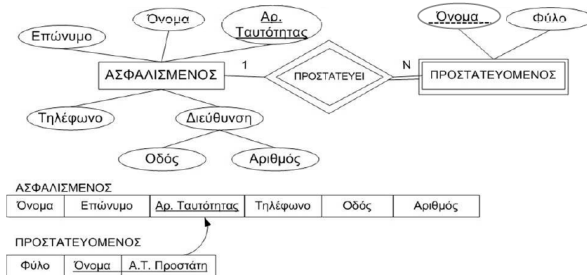 Επώνυμο
Όνομα
Αρ.
Ταυτότητας
Όνομα
Φύλο
ΑΣΦΑΛΙΣΜΕΝΟΣ
1
ΠΡΟΣΤΑΤΕΥΕΙ
N
ΠΡΟΣΤΑΤΕΥΟΜΕΝΟΣ
Τηλέφωνο
Διεύθυνση
Οδός
Αριθμός
ΑΣΦΑΛΙΣΜΕΝΟΣ
Όνομα Επώνυμο Αρ. Ταυτότητας Τηλέφωνο Οδός Αριθμός
ΠΡΟΣΤΑΤΕΥΟΜΕΝΟΣ
Φύλο Όνομα Α.Τ. Προστάτη